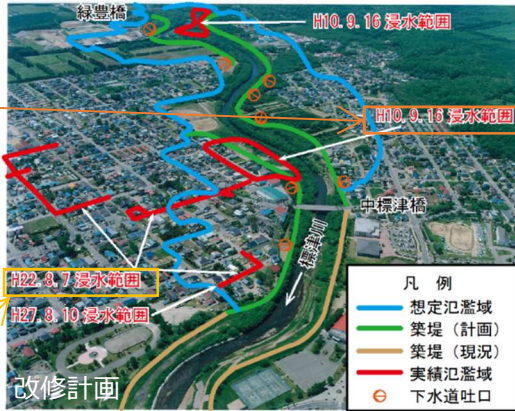 緑豊橋
H10.9.16 浸水範囲
H10.9.16 浸水範囲
中標津橋
標津川
H22.8.7 浸水範囲
H27.8.10 浸水範囲
改修計画
凡 例
想定氾濫域
築堤（計画）
築堤（現況）
実績氾濫域
下水道吐口